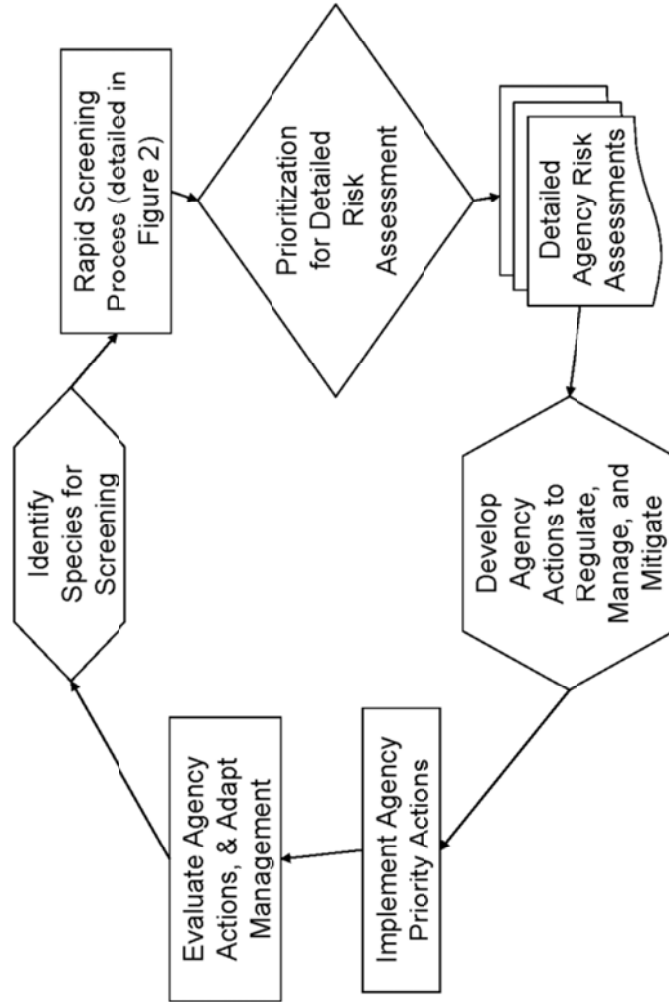 Identify
Species for
Screening
Rapid Screening
Process (detailed in
Figure 2)
Prioritization
for Detailed
Risk
Assessment
Detailed
Agency Risk
Assessments
Develop
Agency
Actions to
Regulate,
Manage, and
Mitigate
Implement Agency
Priority Actions
Evaluate Agency
Actions, & Adapt
Management